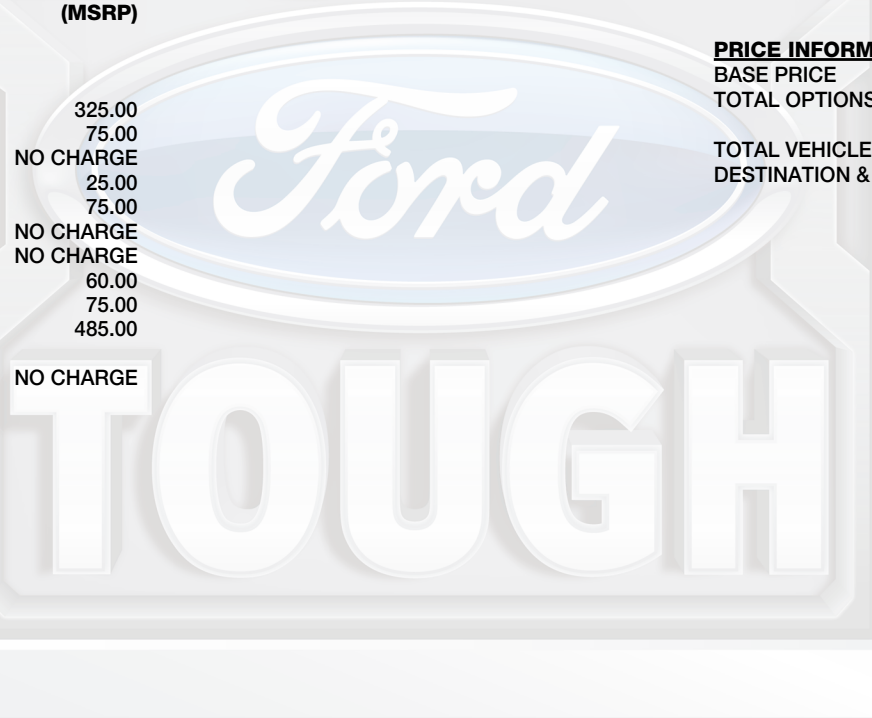 (MSRP)
PRICE INFORM
BASE PRICE
TOTAL OPTIONS
325.00
75.00
NO CHARGE
TOTAL VEHICLE
25.00
DESTINATION &
75.00
NO CHARGE
NO CHARGE
60.00
75.00
485.00
NO CHARGE
Ford
TOUGH